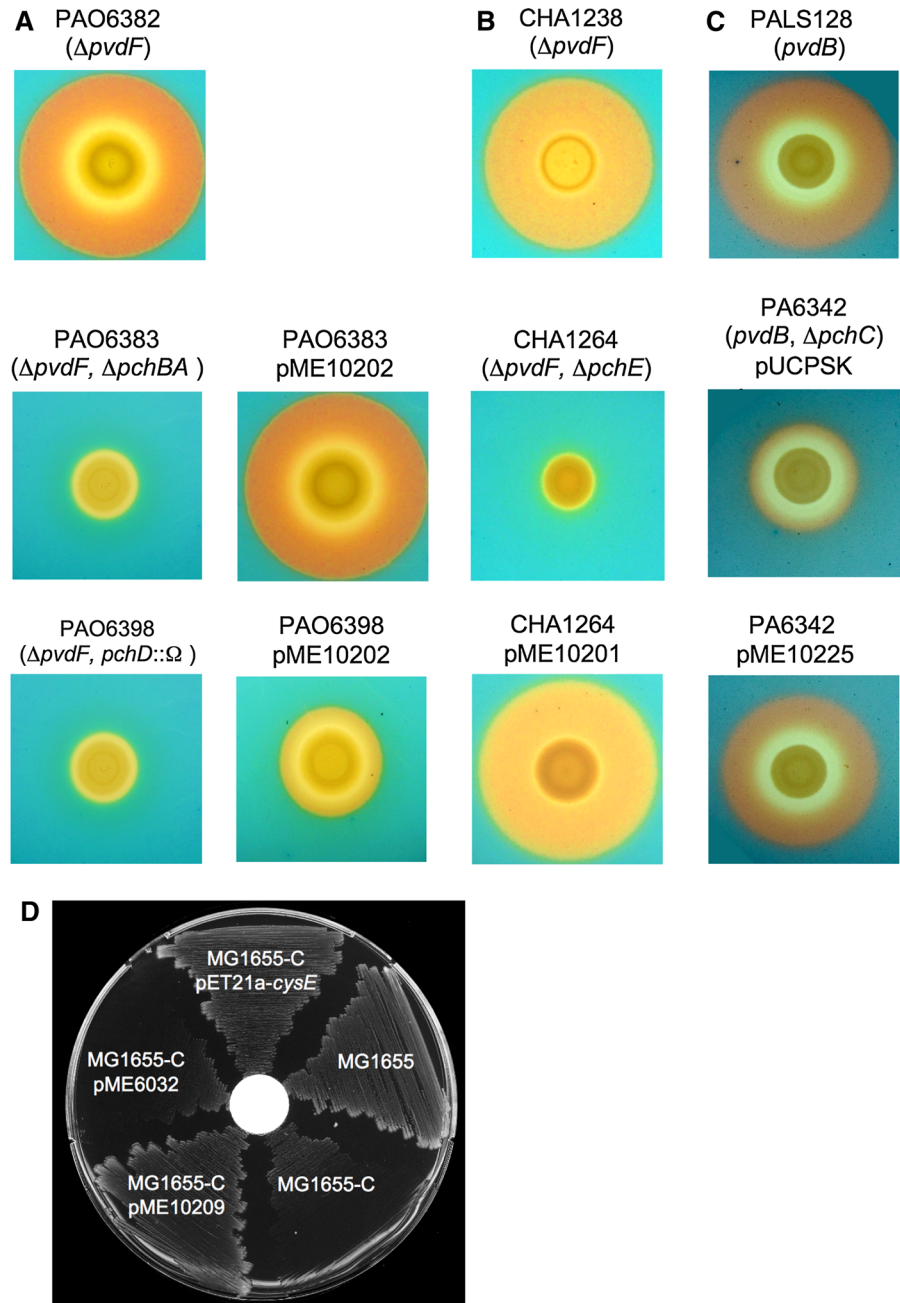 A
PAO6382
(ΔpvdF)
B
CHA1238
(ΔpvdF)
C
PALS128
(pvdB)
PAO6383
(ΔpvdF, ΔpchBA )
PAO6383
pME10202
CHA1264
(ΔpvdF, ΔpchE)
PA6342
(pvdB, ΔpchC)
pUCPSK
PAO6398
(ΔpvdF, pchD::Ω )
PAO6398
pME10202
CHA1264
pME10201
PA6342
pME10225
D
MG1655-C
pET21a-cysE
MG1655-C
pME6032
MG1655
MG1655-C
pME10209
MG1655-C